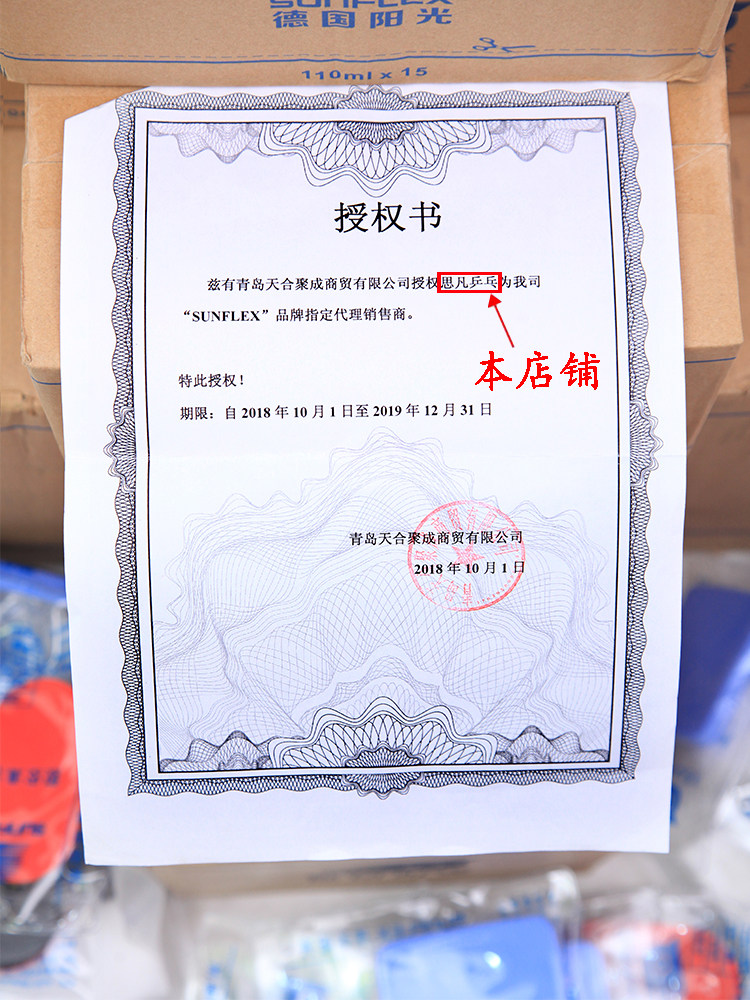 SUNFLEX
德国阳光
110ml x 15
授权书
兹有青岛天合聚成商贸有限公司授权思凡乒乓为我司
“SUNFLEX”品牌指定代理销售商。
本店铺
特此授权！
期限：自 2018 年 10 月 1 日至 2019 年 12 月 31 日
青岛天合聚成商贸有限公司
2018 年 10 月 1 日